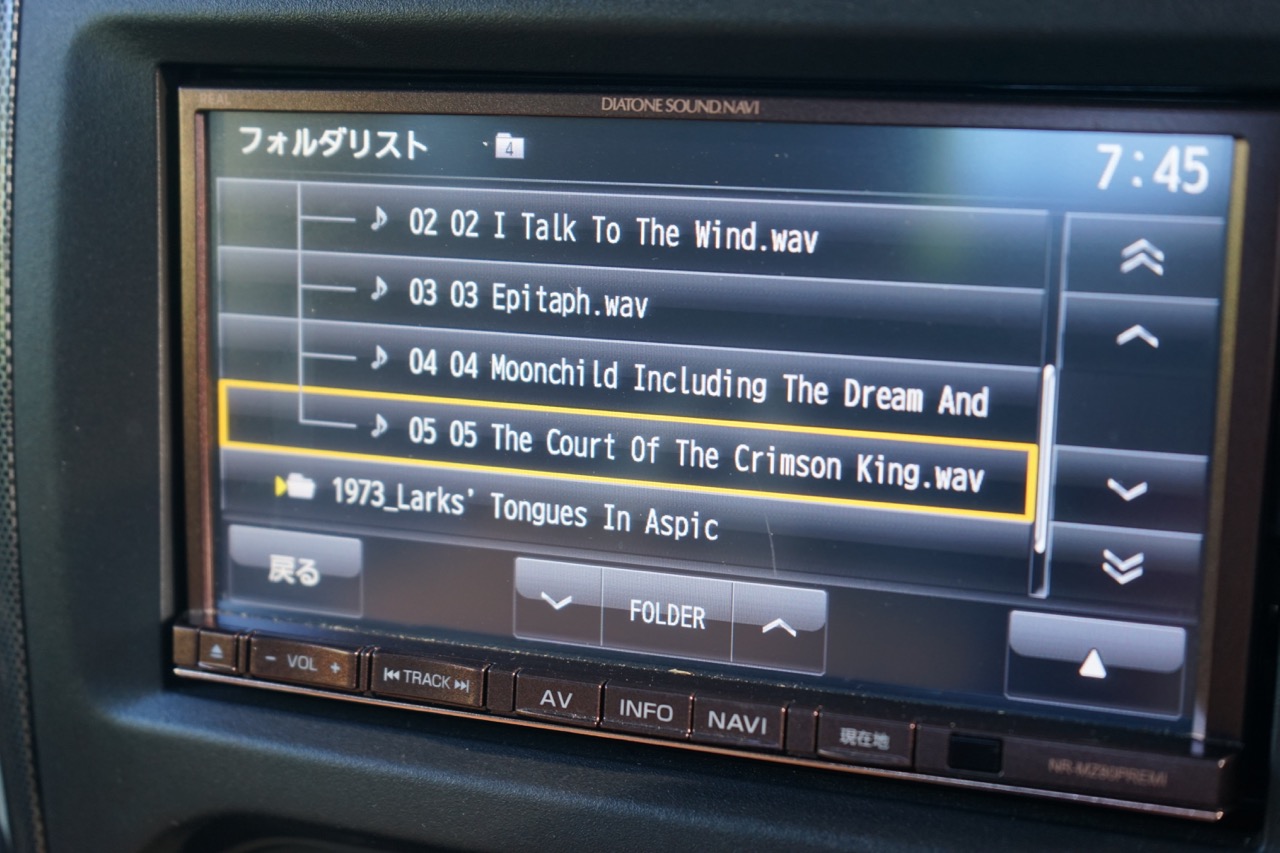 DIATONE SOUND.NAVI
フォルダリスト 4 7:45
02 02 I Talk To The Wind.wav
03 03 Epitaph.wav
04 04 Moonchild Including The Dream And
05 05 The Court Of The Crimson King.wav
1973_Larks' Tongues In Aspic
戻る FOLDER
− VOL + TRACK AV INFO NAVI 現在地
NR-MZ80PREMI